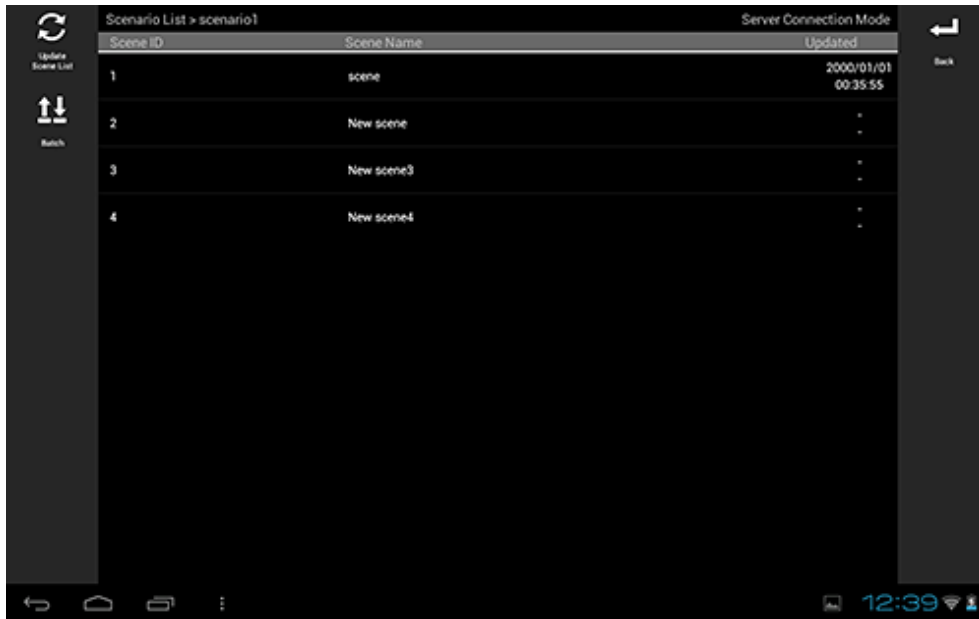 Scenario List > scenario1
Server Connection Mode
Update
Scene List
Batch
Back
Scene ID
Scene Name
Updated
1
scene
2000/01/01
00:35:55
2
New scene
-
-
3
New scene3
-
-
4
New scene4
-
-
12:39